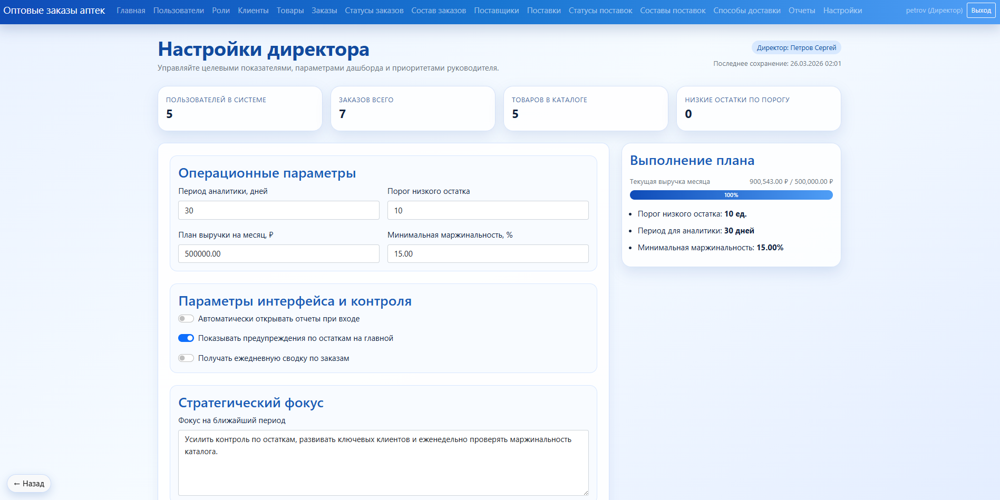 Оптовые заказы аптек Главная Пользователи Роли Клиенты Товары Заказы Статусы заказов Состав заказов Поставщики Поставки Статусы поставок Составы поставок Способы доставки Отчеты Настройки petrov (Директор) Выход
Настройки директора
Директор: Петров Сергей
Управляйте целевыми показателями, параметрами дашборда и приоритетами руководителя.
Последнее сохранение: 26.03.2026 02:01
ПОЛЬЗОВАТЕЛЕЙ В СИСТЕМЕ
5
ЗАКАЗОВ ВСЕГО
7
ТОВАРОВ В КАТАЛОГЕ
5
НИЗКИЕ ОСТАТКИ ПО ПОРОГУ
0
Операционные параметры
Период аналитики, дней
30
Порог низкого остатка
10
План выручки на месяц, ₽
500000.00
Минимальная маржинальность, %
15.00
Параметры интерфейса и контроля
Автоматически открывать отчеты при входе
Показывать предупреждения по остаткам на главной
Получать ежедневную сводку по заказам
Стратегический фокус
Фокус на ближайший период
Усилить контроль по остаткам, развивать ключевых клиентов и еженедельно проверять маржинальность
каталога.
Выполнение плана
Текущая выручка месяца 900,543.00 ₽ / 500,000.00 ₽
100%
• Порог низкого остатка: 10 ед.
• Период для аналитики: 30 дней
• Минимальная маржинальность: 15.00%
← Назад